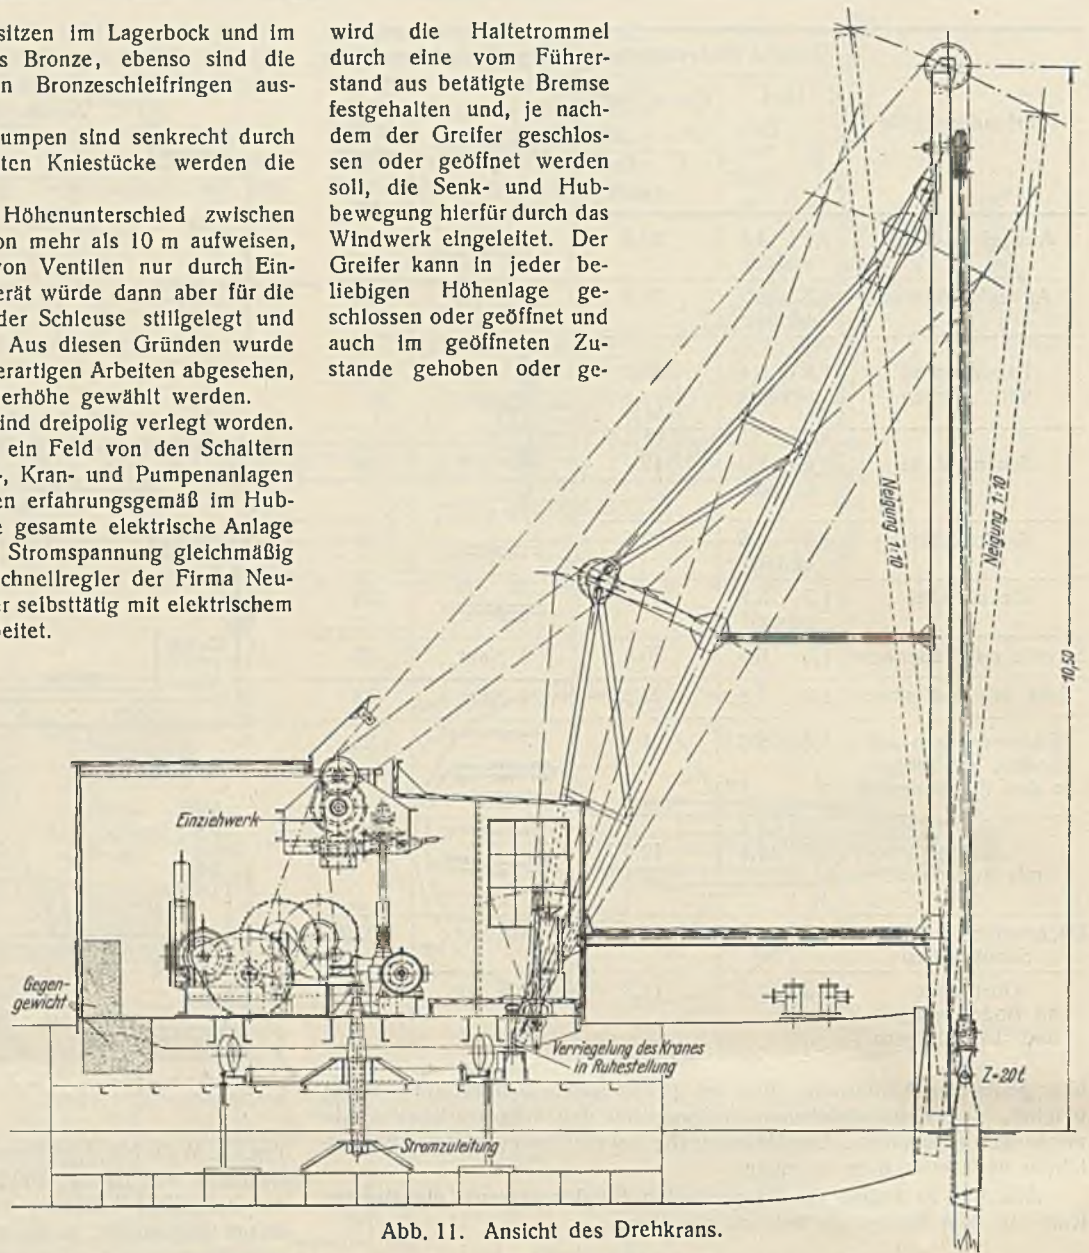 sitzen im Lagerbock und im
s Bronze, ebenso sind die
n Bronzeschleifringen aus-
umpen sind senkrecht durch
ten Kniestücke werden die
Höhenunterschied zwischen
on mehr als 10 m aufweisen,
von Ventilen nur durch Ein-
erät würde dann aber für die
der Schleuse stillgelegt und
Aus diesen Gründen wurde
erartigen Arbeiten abgesehen,
erhöhe gewählt werden.
ind dreipolig verlegt worden.
ein Feld von den Schaltern
-, Kran- und Pumpenanlagen
en erfahrungsgemäß im Hub-
e gesamte elektrische Anlage
Stromspannung gleichmäßig
chnellregler der Firma Neu-
er selbsttätig mit elektrischem
beitet.
wird die Haltetrommel
durch eine vom Führer-
stand aus betätigte Bremse
festgehalten und, je nach-
dem der Greifer geschlos-
sen oder geöffnet werden
soll, die Senk- und Hub-
bewegung hierfür durch das
Windwerk eingeleitet. Der
Greifer kann in jeder be-
liebigen Höhenlage ge-
schlossen oder geöffnet und
auch im geöffneten Zu-
stande gehoben oder ge-
Neigung 1:10
Neigung 1:10
10,50
Einziehwerk
Gegen-
gewicht
Verriegelung des Kranes
in Ruhestellung
Z=20t
Stromzuleitung
Abb. 11. Ansicht des Drehkrans.